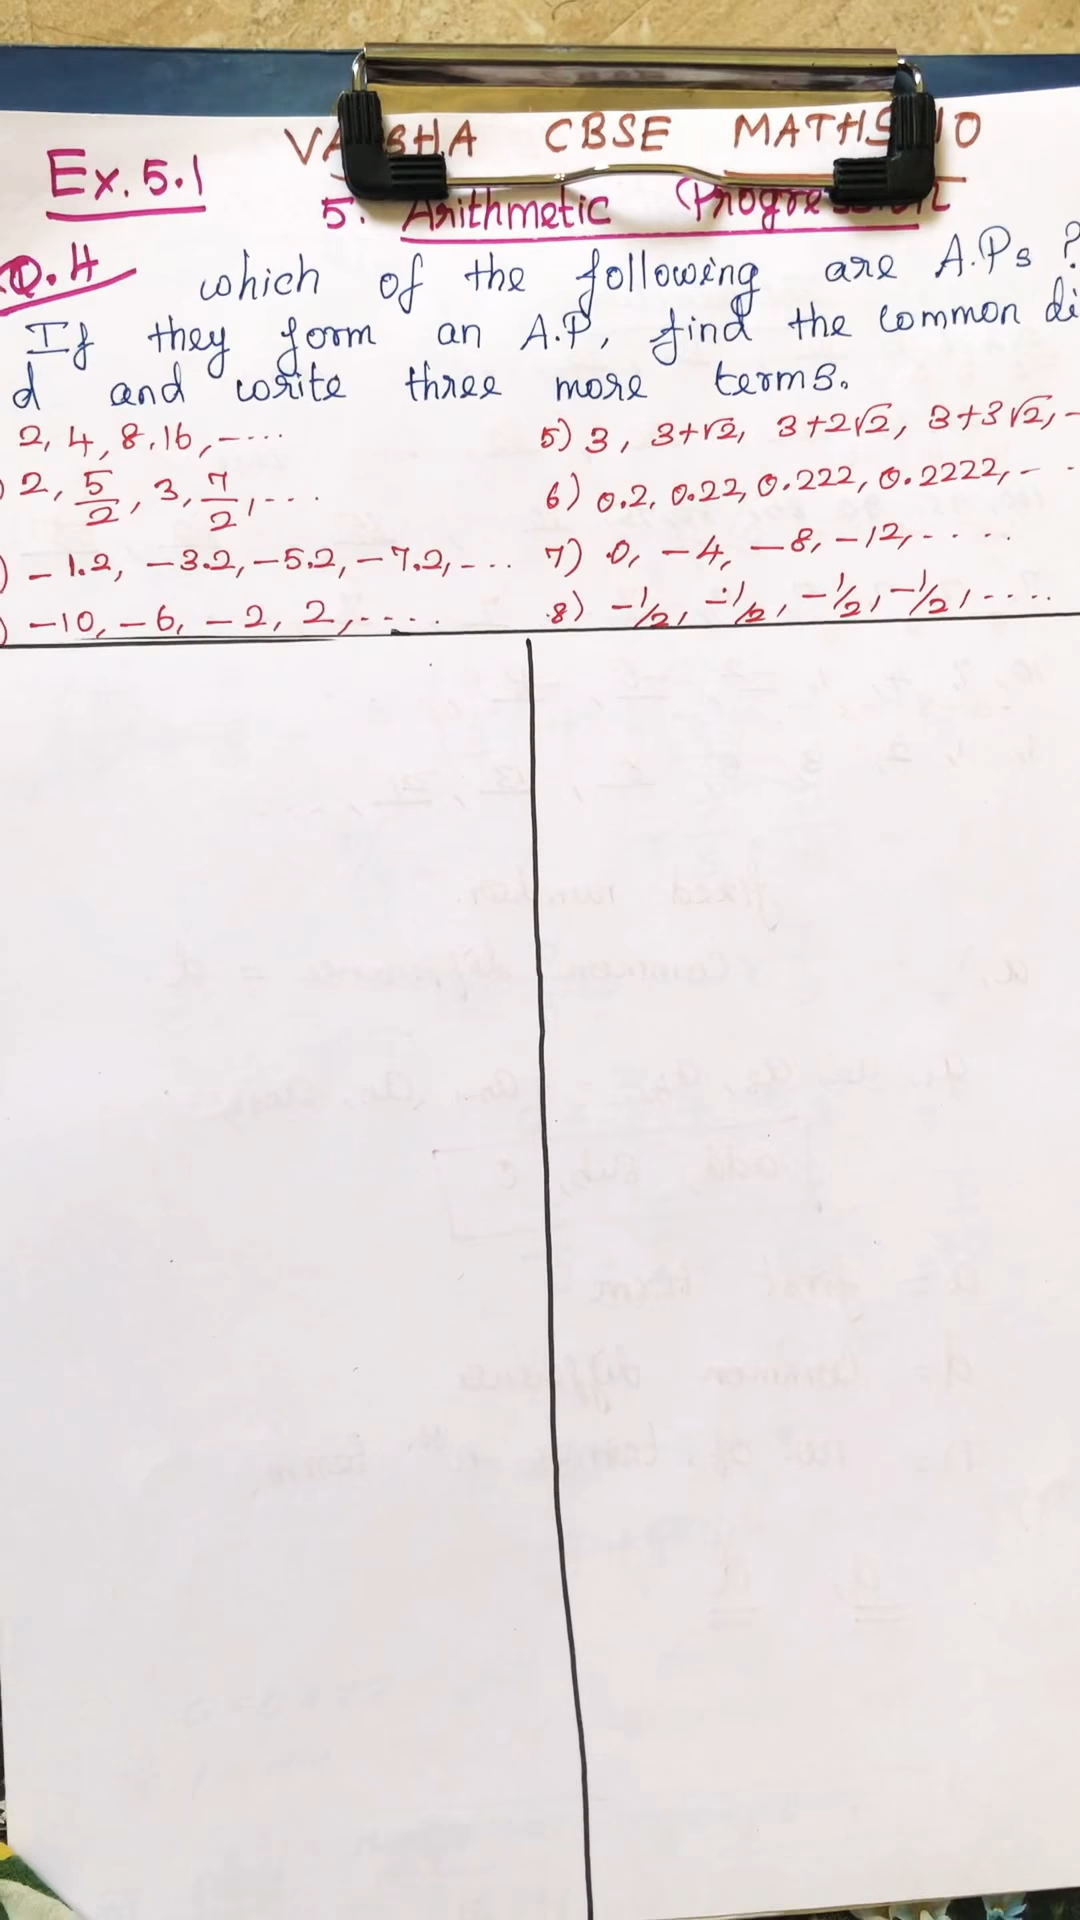 CBSE MATHS 10
Ex. 5.1
5. Arithmetic
Q.4 which of the following are A.Ps ?
If they form an A.P, find the common di
d and write three more terms.
2, 4, 8, 16, -....
2, 5/2, 3, 7/2, ...
) -1.2, -3.2, -5.2, -7.2, -...
) -10, -6, -2, 2, ----.
5) 3, 3+√2, 3+2√2, 3+3√2, -
6) 0.2, 0.22, 0.222, 0.2222, - .
7) 0, -4, -8, -12, - ....
8) -1/2, -1/2, -1/2, -1/2, ....